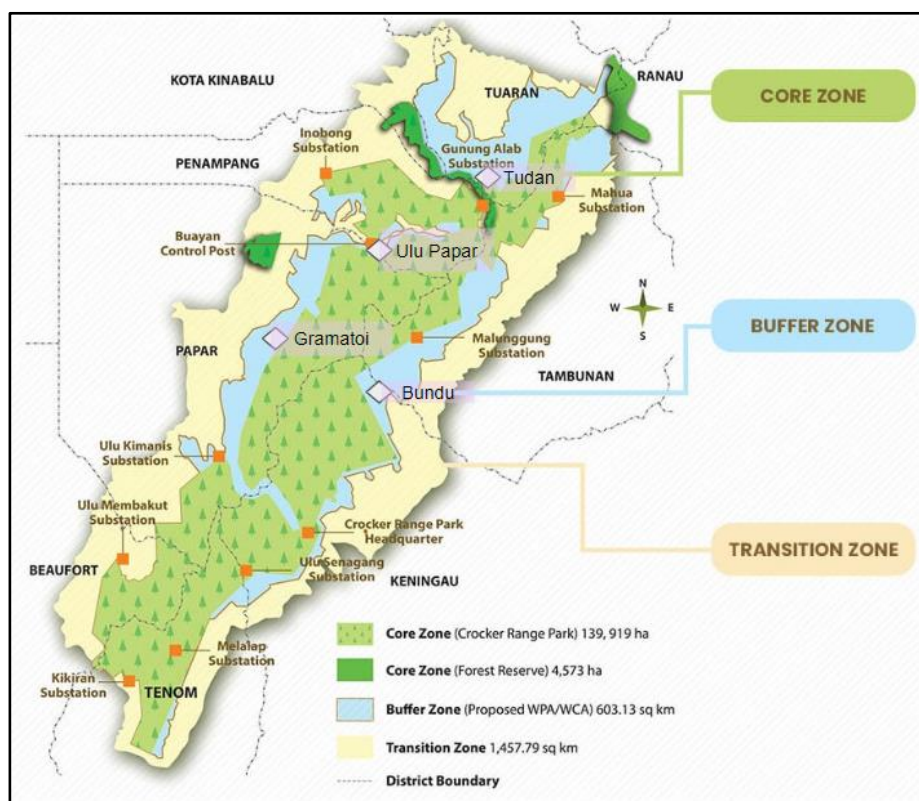 KOTA KINABALU
TUARAN
RANAU
CORE ZONE
Inobong
Substation
Gunung Alab
Substation
PENAMPANG
Tudan
Mahua
Substation
Buayan
Control Post
Ulu Papar
N
W E
S
BUFFER ZONE
Gramatoi
PAPAR
Malunggung
Substation
TAMBUNAN
Bundu
Ulu Kimanis
Substation
Ulu Membakut
Substation
Crocker Range Park
Headquarter
TRANSITION ZONE
BEAUFORT
Ulu Senagang
Substation
KENINGAU
Core Zone (Crocker Range Park) 139, 919 ha
Melalap
Substation
Core Zone (Forest Reserve) 4,573 ha
Kikiran
Substation
TENOM
Buffer Zone (Proposed WPA/WCA) 603.13 sq km
Transition Zone 1,457.79 sq km
District Boundary